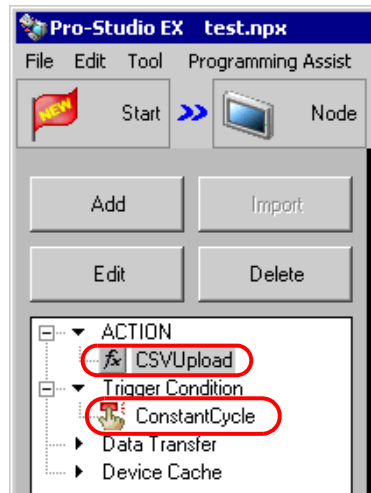 Pro-Studio EX test.npx
File Edit Tool Programming Assist
NEW Start Node
Add Import
Edit Delete
ACTION
fx CSVUpload
Trigger Condition
ConstantCycle
Data Transfer
Device Cache